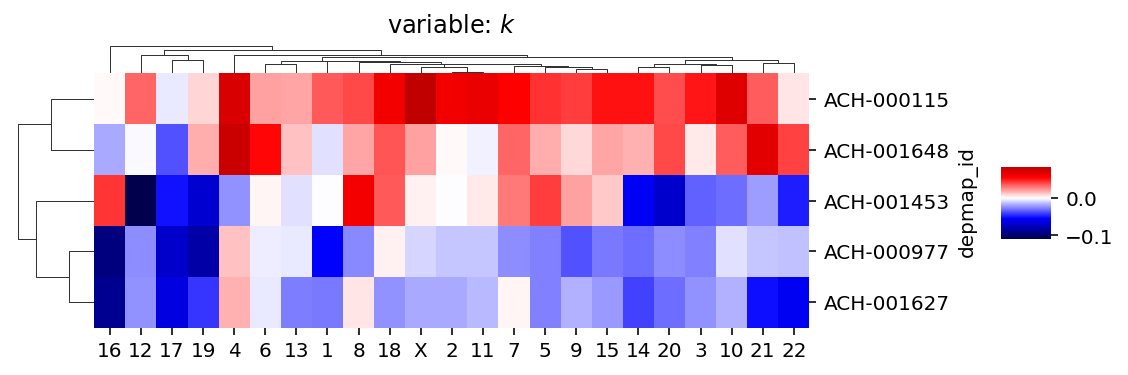 variable: k
ACH-000115
ACH-001648
ACH-001453
ACH-000977
ACH-001627
depmap_id
0.0
−0.1
16 12 17 19 4 6 13 1 8 18 X 2 11 7 5 9 15 14 20 3 10 21 22